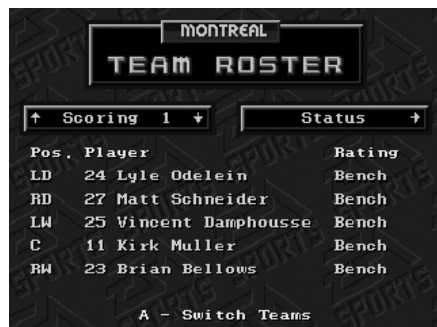 MONTREAL
TEAM ROSTER
↑ Scoring 1 ↓ Status →
Pos. Player Rating
LD 24 Lyle Odelein Bench
RD 27 Matt Schneider Bench
LW 25 Vincent Damphousse Bench
C 11 Kirk Muller Bench
RW 23 Brian Bellows Bench
A - Switch Teams